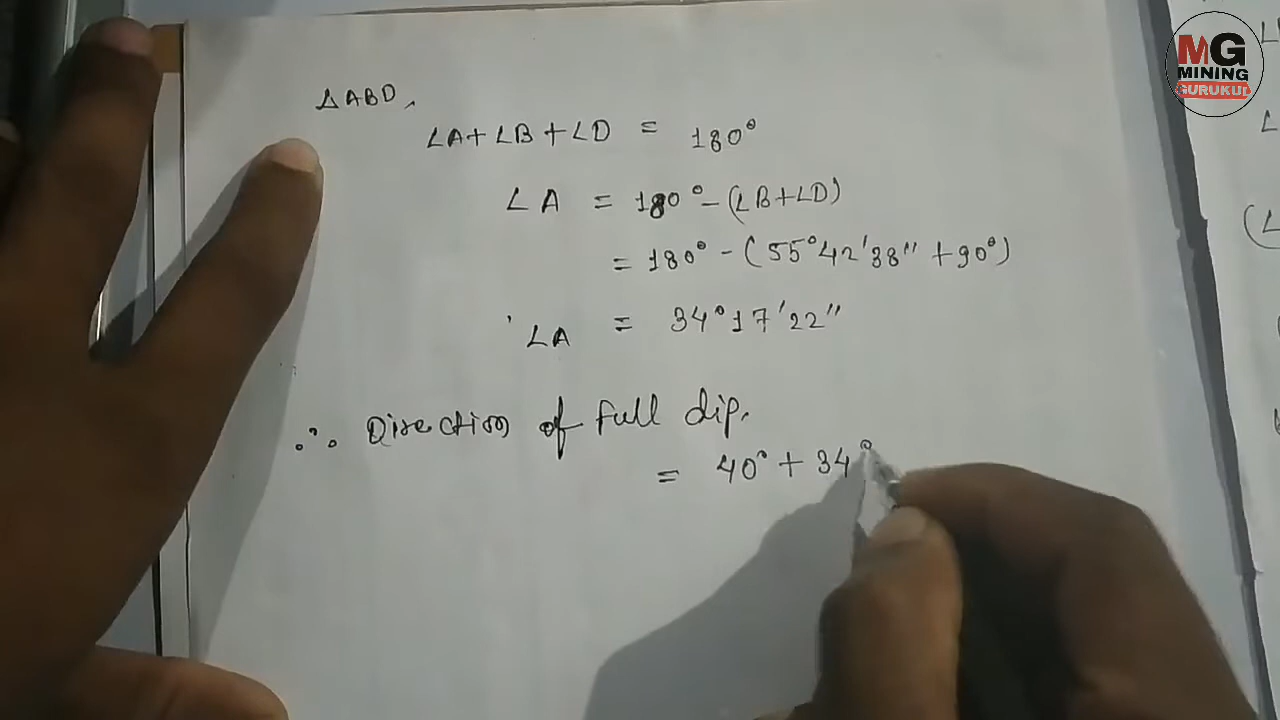 MG
MINING
GURUKUL
△ABD,
∠A+∠B+∠D = 180°
∠A = 180°-(∠B+∠D)
= 180°-(55°42'38"+90°)
∠A = 34°17'22"
∴ Direction of full dip,
= 40°+34°